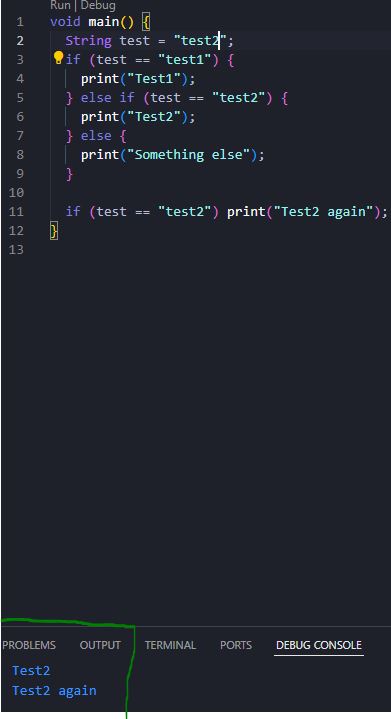 Run | Debug
1 void main() {
2 String test = "test2";
3 if (test == "test1") {
4 print("Test1");
5 } else if (test == "test2") {
6 print("Test2");
7 } else {
8 print("Something else");
9 }
10
11 if (test == "test2") print("Test2 again");
12 }
13
PROBLEMS OUTPUT TERMINAL PORTS DEBUG CONSOLE
Test2
Test2 again